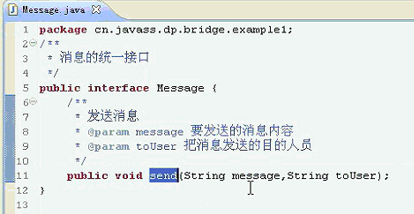 Message.java
1 package cn.javass.dp.bridge.example1;
2 /**
3 * 消息的统一接口
4 */
5 public interface Message {
6 /**
7 * 发送消息
8 * @param message 要发送的消息内容
9 * @param toUser 把消息发送的目的人员
10 */
11 public void send(String message,String toUser);
12 }